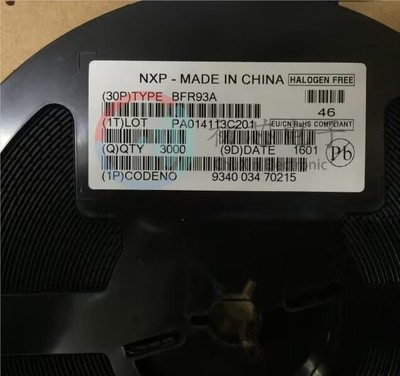 NXP - MADE IN CHINA HALOGEN FREE
(30P)TYPE BFR93A
46
(1T)LOT PA014113C201 EU/CN RoHS COMPLIANT
(Q)QTY 3000 (9D)DATE 1601 Pb
(1P)CODENO 9340 034 70215